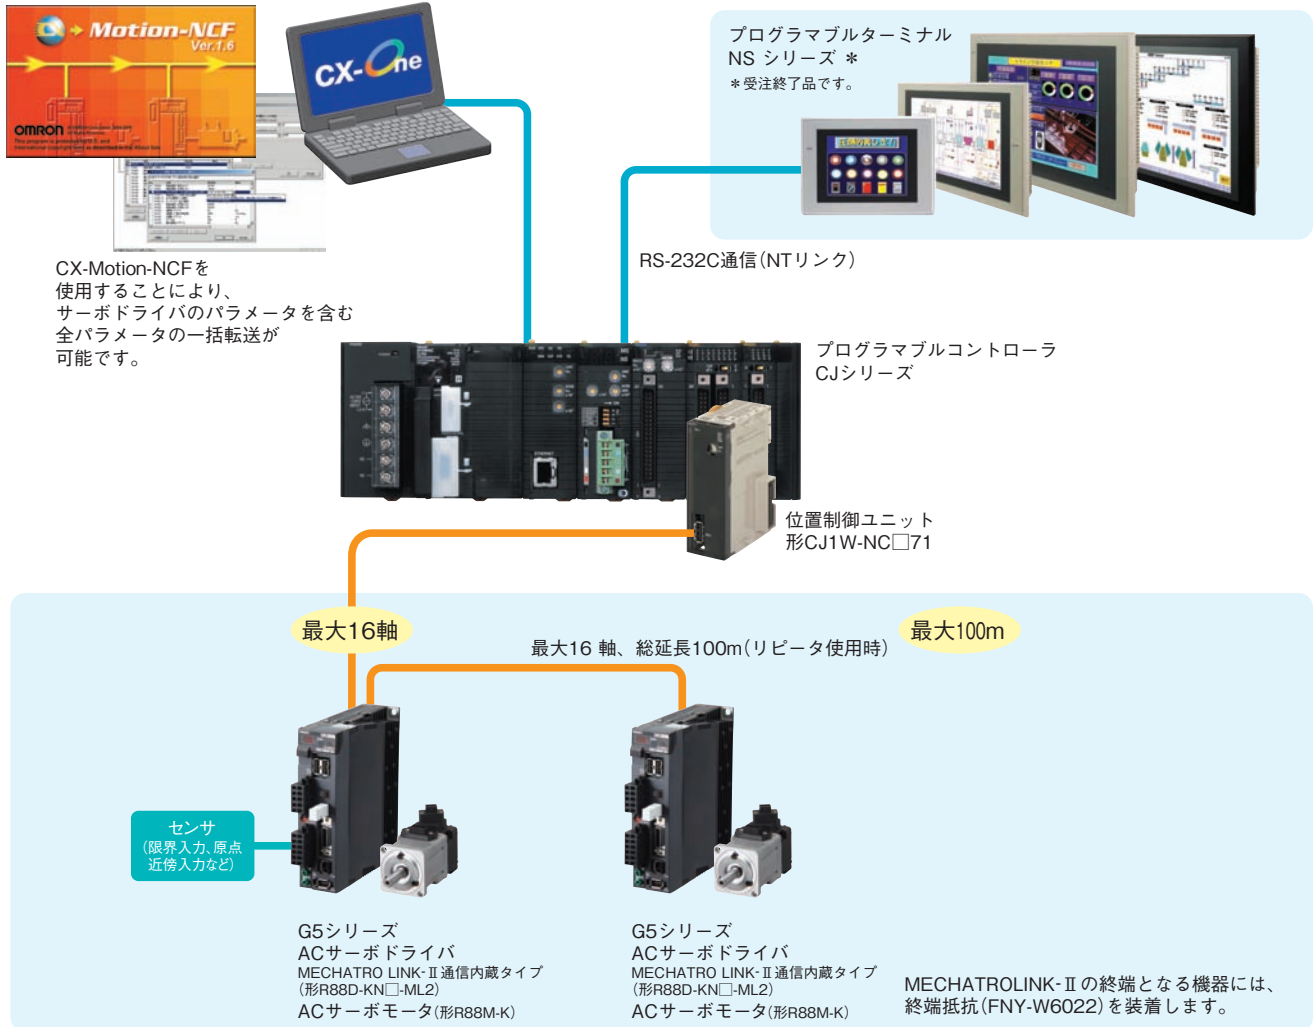 Motion-NCF
Ver.1.6
OMRON
CX-One
プログラマブルターミナル
NS シリーズ ＊
＊受注終了品です。
RS-232C通信(NTリンク)
CX-Motion-NCFを
使用することにより、
サーボドライバのパラメータを含む
全パラメータの一括転送が
可能です。
プログラマブルコントローラ
CJシリーズ
ETHERNET
位置制御ユニット
形CJ1W-NC□71
最大16軸
最大16 軸、総延長100m(リピータ使用時)
最大100m
センサ
(限界入力、原点
近傍入力など)
G5シリーズ
ACサーボドライバ
MECHATRO LINK-Ⅱ通信内蔵タイプ
(形R88D-KN□-ML2)
ACサーボモータ(形R88M-K)
G5シリーズ
ACサーボドライバ
MECHATRO LINK-Ⅱ通信内蔵タイプ
(形R88D-KN□-ML2)
ACサーボモータ(形R88M-K)
MECHATROLINK-Ⅱの終端となる機器には、
終端抵抗(FNY-W6022)を装着します。